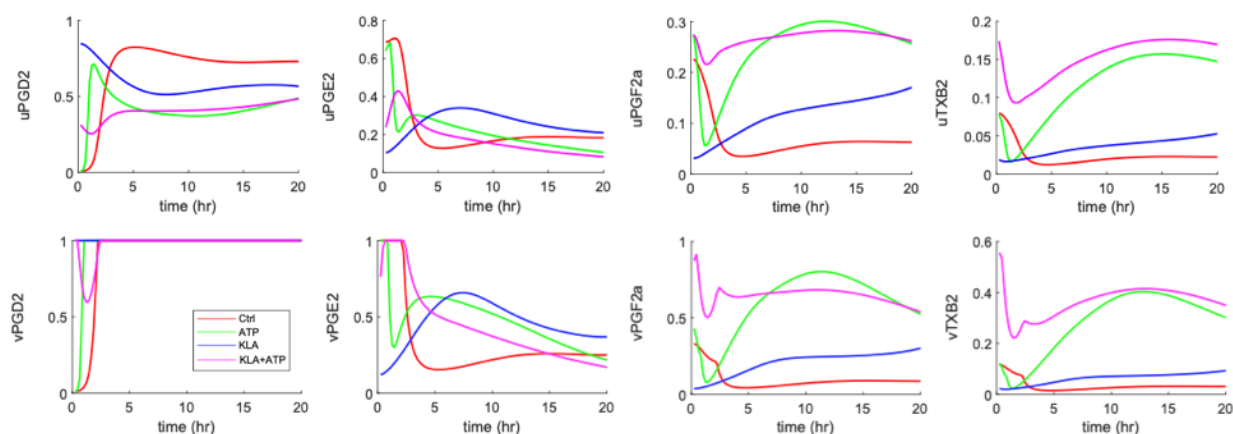 uPGD2
1
0.5
0
0 5 10 15 20
time (hr)
uPGE2
0.8
0.6
0.4
0.2
0
0 5 10 15 20
time (hr)
uPGF2a
0.3
0.2
0.1
0
0 5 10 15 20
time (hr)
uTXB2
0.2
0.15
0.1
0.05
0
0 5 10 15 20
time (hr)
vPGD2
1
0.5
0
0 5 10 15 20
time (hr)
Ctrl
ATP
KLA
KLA+ATP
vPGE2
1
0.5
0
0 5 10 15 20
time (hr)
vPGF2a
1
0.5
0
0 5 10 15 20
time (hr)
vTXB2
0.6
0.4
0.2
0
0 5 10 15 20
time (hr)